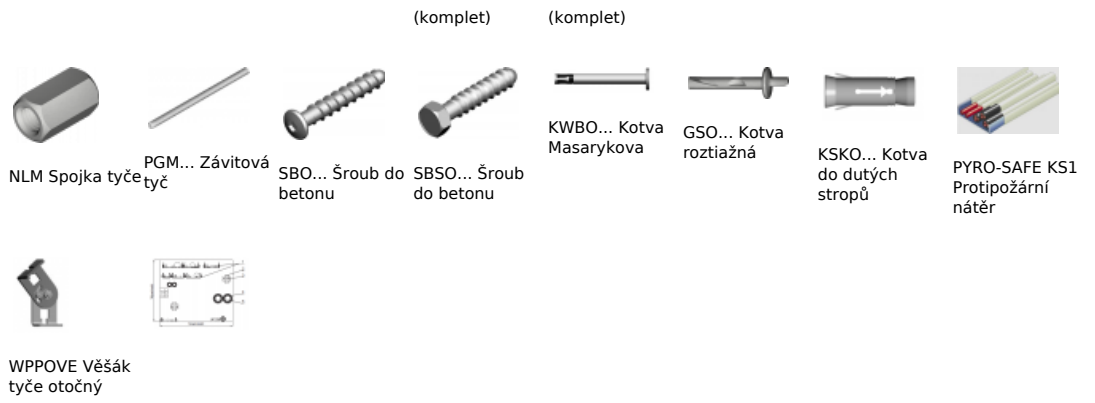 (komplet)
(komplet)
NLM Spojka tyče
PGM... Závitová
tyč
SBO... Šroub do
betonu
SBSO... Šroub
do betonu
KWBO... Kotva
Masarykova
GSO... Kotva
roztiažná
KSKO... Kotva
do dutých
stropů
PYRO-SAFE KS1
Protipožární
nátěr
WPPOVE Věšák
tyče otočný